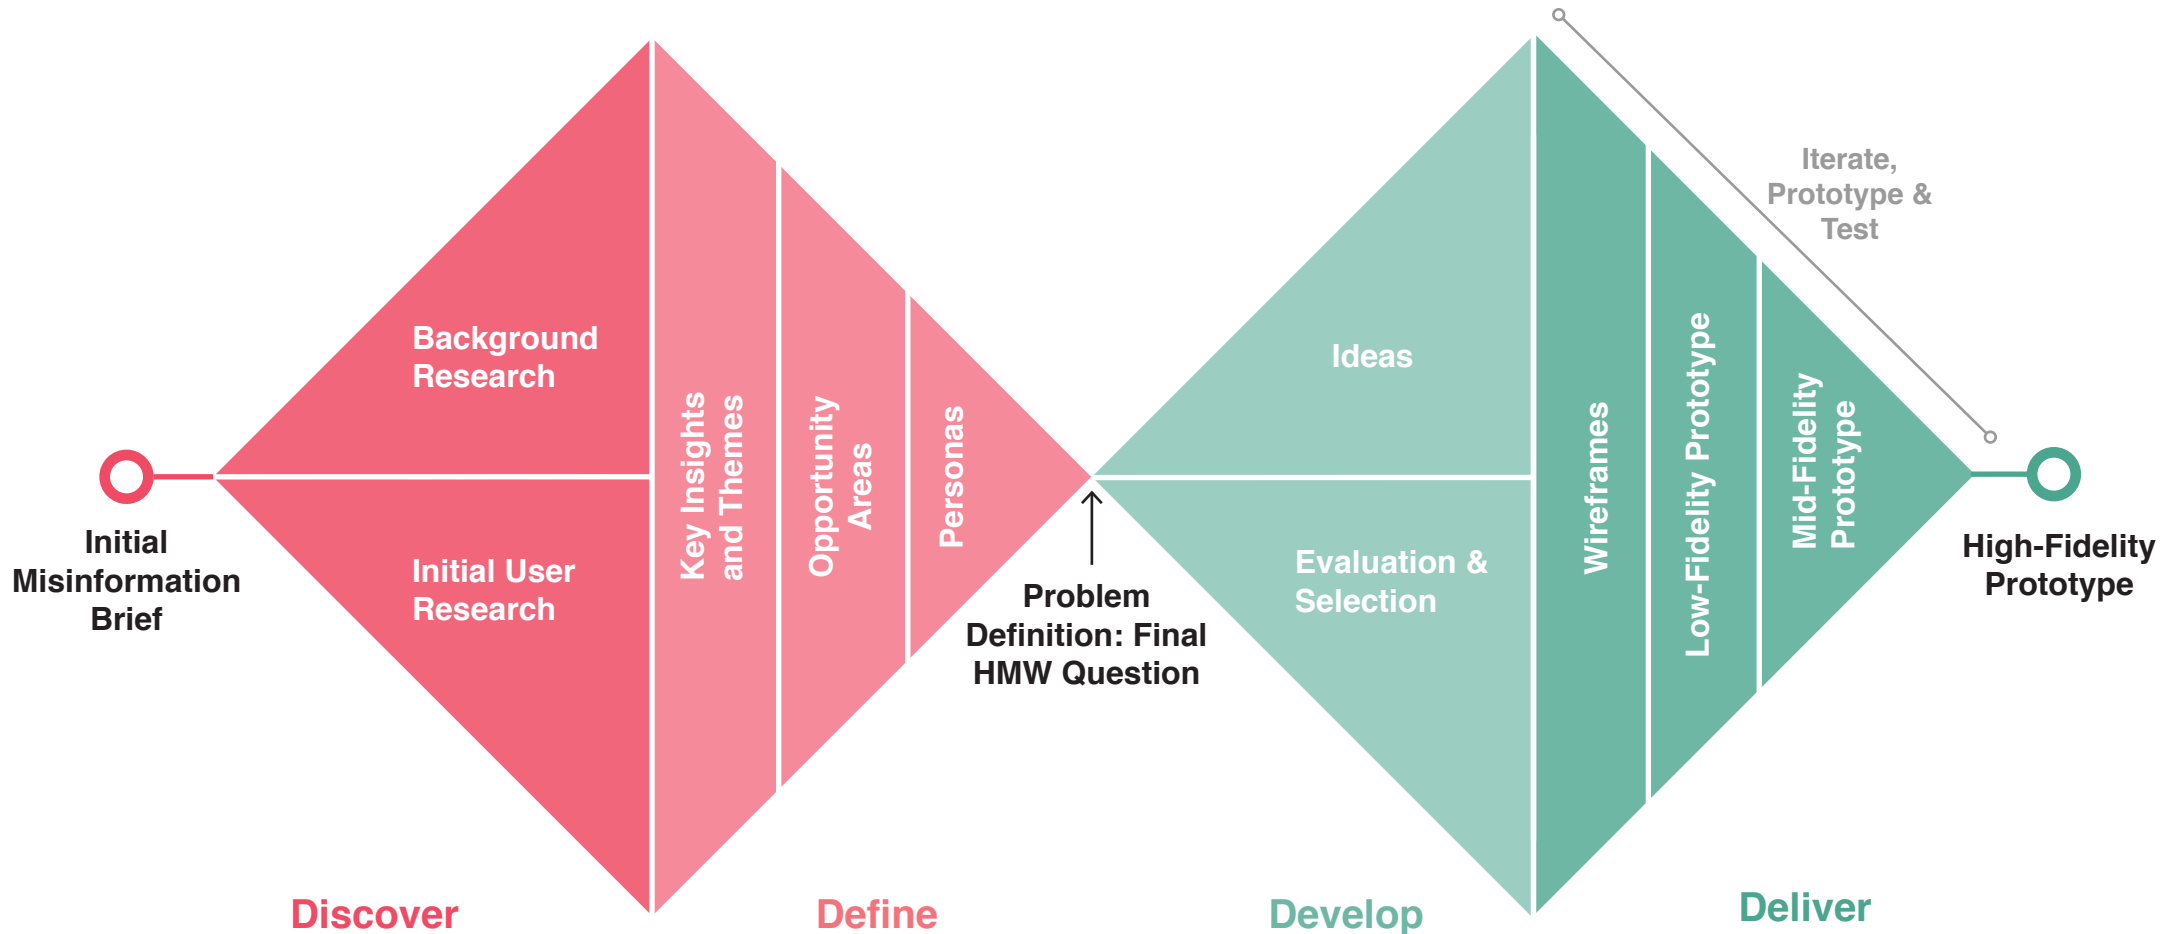 Initial
Misinformation
Brief
Background
Research
Initial User
Research
Key Insights
and Themes
Opportunity
Areas
Personas
Problem
Definition: Final
HMW Question
Ideas
Evaluation &
Selection
Wireframes
Low-Fidelity Prototype
Mid-Fidelity
Prototype
Iterate,
Prototype &
Test
High-Fidelity
Prototype
Discover
Define
Develop
Deliver